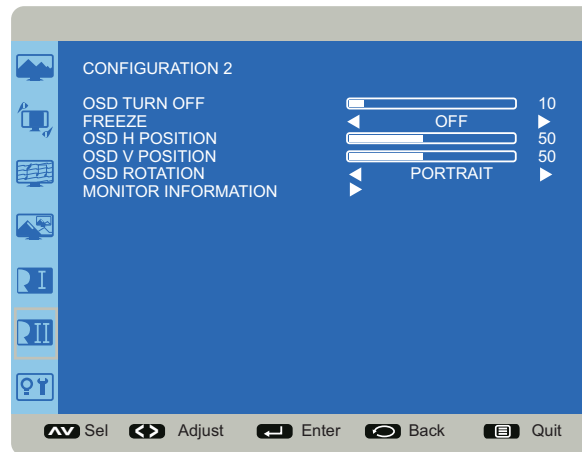 CONFIGURATION 2
OSD TURN OFF 10
FREEZE OFF
OSD H POSITION 50
OSD V POSITION 50
OSD ROTATION PORTRAIT
MONITOR INFORMATION
I
II
Sel Adjust Enter Back Quit